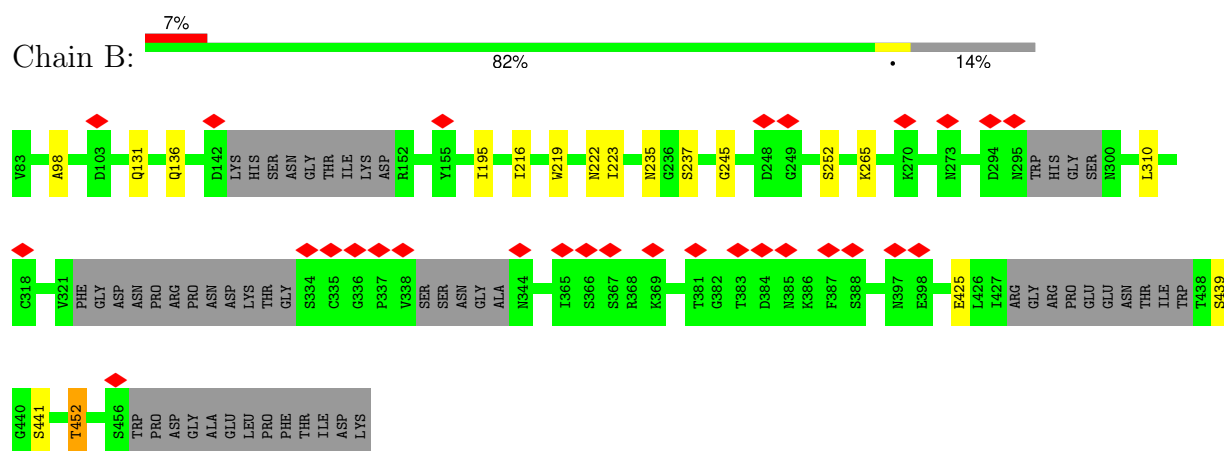 7%
Chain B:
82% • 14%
V83 A98 D103 Q131 Q136 D142 LYS HIS SER ASN GLY THR ILE LYS ASP R152 Y155 I195 I216 W219 N222 I223 N235 G236 S237 G245 D248 G249 S252 K265 K270 N273 D294 N295 TRP HIS GLY SER N300 L310
C318 V321 PHE GLY ASP ASN PRO ARG PRO ASN ASP LYS THR GLY S334 C335 G336 P337 V338 SER SER ASN GLY ALA N344 I365 S366 S367 R368 K369 T381 G382 T383 D384 N385 K386 F387 S388 N397 E398 E425 L426 I427 ARG GLY ARG PRO GLU GLU ASN THR ILE TRP T438 S439
G440 S441 T452 S456 TRP PRO ASP GLY ALA GLU LEU PRO PHE THR ILE ASP LYS